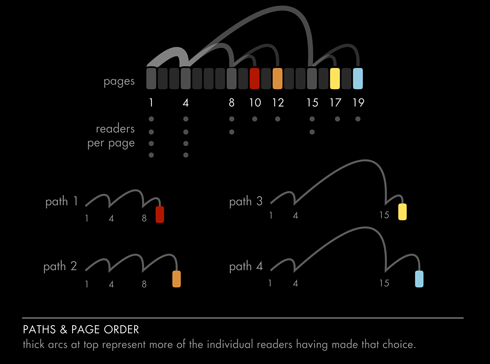 pages
1 4 8 10 12 15 17 19
readers
per page
path 1
1 4 8
path 3
1 4 15
path 2
1 4 8
path 4
1 4 15
PATHS & PAGE ORDER
thick arcs at top represent more of the individual readers having made that choice.